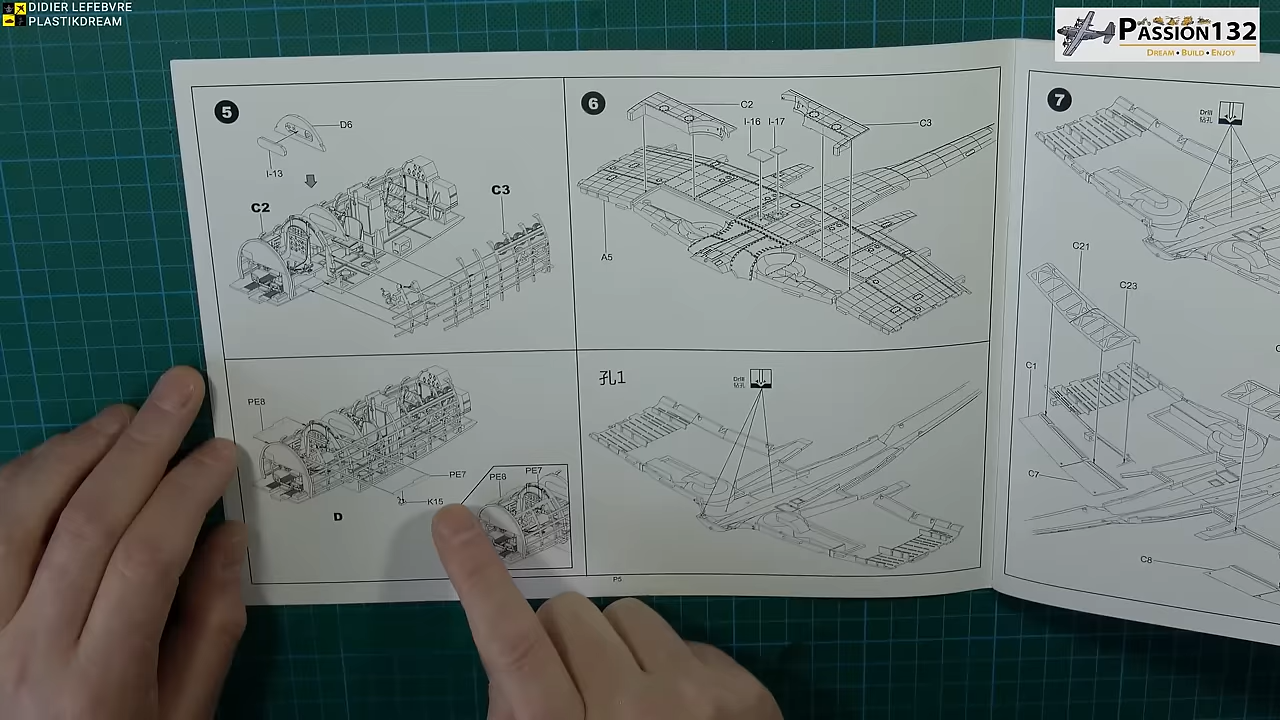 DIDIER LEFEBVRE
PLASTIKDREAM
PASSION132
DREAM • BUILD • ENJOY
5
D6
I-13
C2
C3
6
C2
I-16
I-17
C3
A5
7
Drill
钻孔
C21
C23
C1
C7
C8
PE8
PE7
K15
D
PE8
PE7
孔1
Drill
钻孔
P5